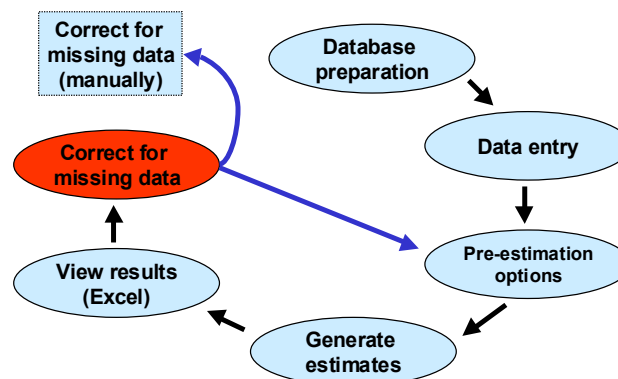 Correct for
missing data
(manually)
Database
preparation
Correct for
missing data
Data entry
View results
(Excel)
Pre-estimation
options
Generate
estimates